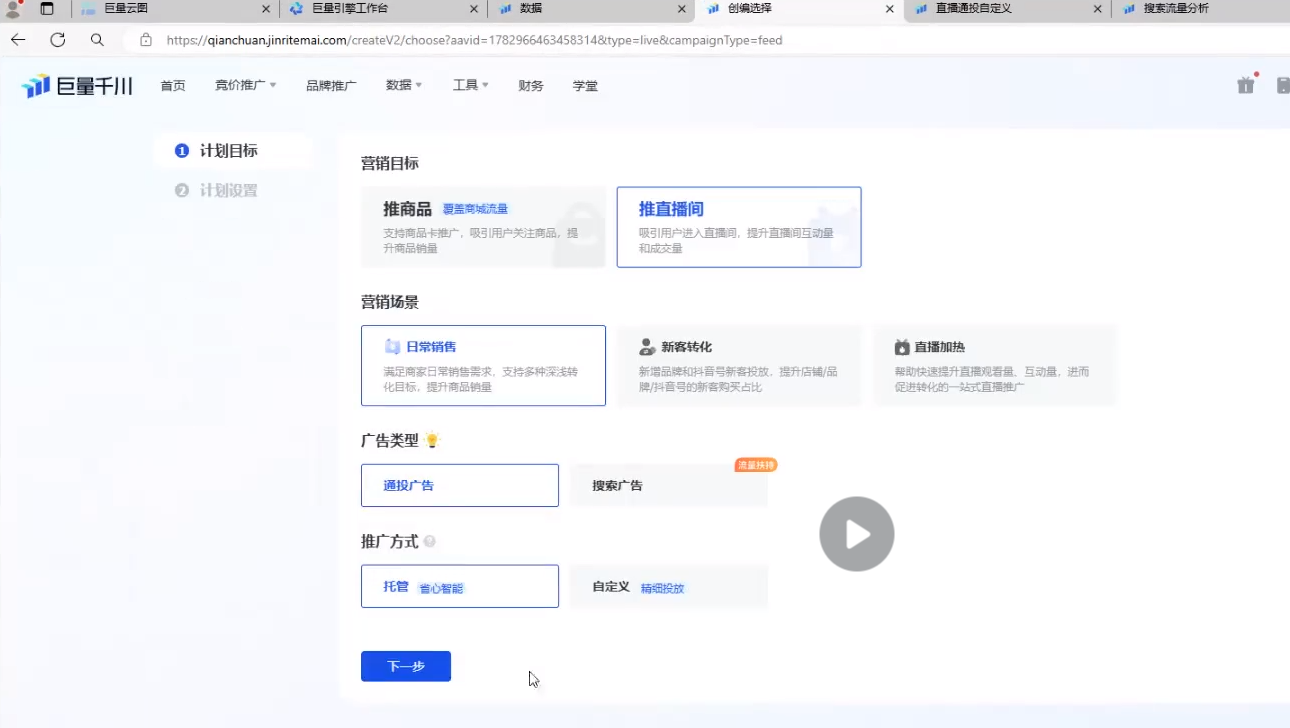 巨量云图
巨量引擎工作台
数据
创编选择
直播通投自定义
搜索流量分析
https://qianchuan.jinritemai.com/createV2/choose?aavid=1782966463458314&type=live&campaignType=feed
巨量千川
首页
竞价推广
品牌推广
数据
工具
财务
学堂
1 计划目标
2 计划设置
营销目标
推商品 覆盖商城流量
支持商品卡推广，吸引用户关注商品，提
升商品销量
推直播间
吸引用户进入直播间，提升直播间互动量
和成交量
营销场景
日常销售
满足商家日常销售需求，支持多种深浅转
化目标，提升商品销量
新客转化
新增品牌和抖音号新客投放，提升店铺/品
牌/抖音号的新客购买占比
直播加热
帮助快速提升直播观看量、互动量，进而
促进转化的一站式直播推广
广告类型
通投广告
搜索广告
流量扶持
推广方式
托管 省心智能
自定义 精细投放
下一步